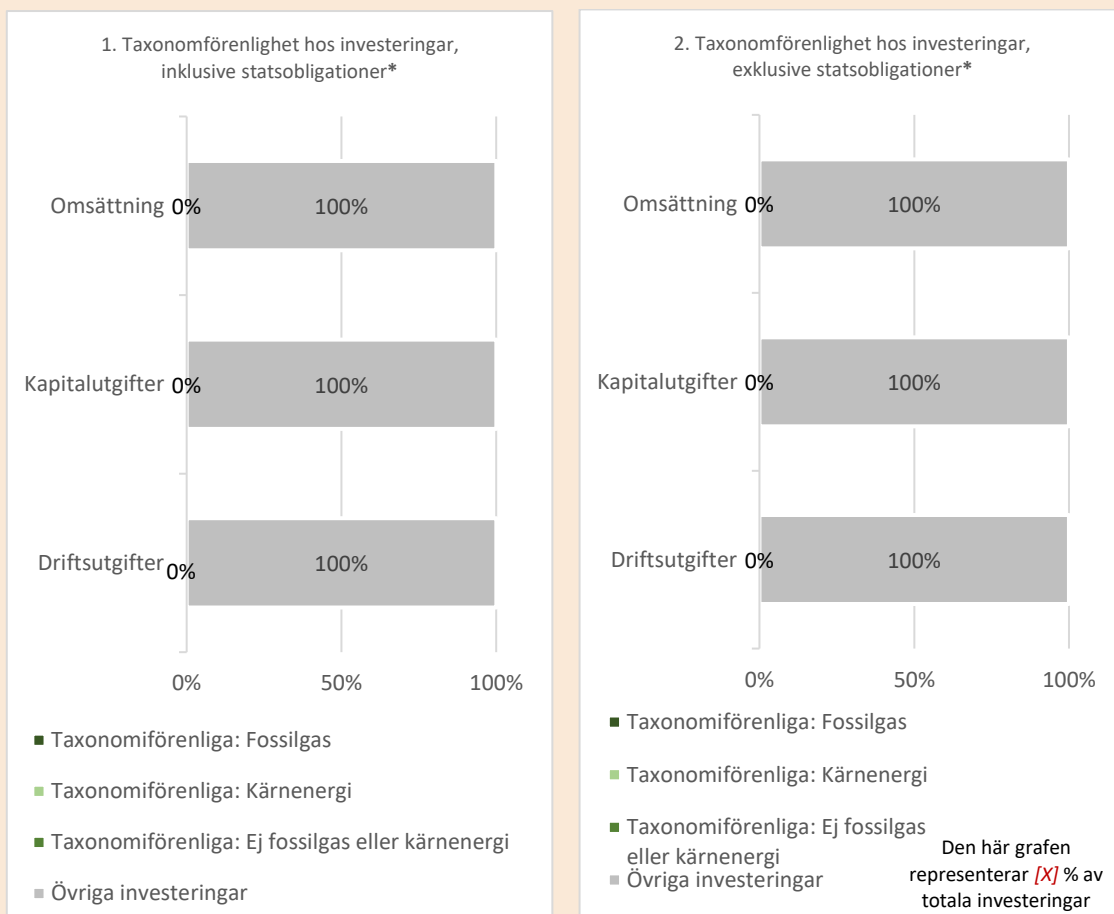 1. Taxonomförenlighet hos investeringar,
inklusive statsobligationer*
Omsättning 0% 100%
Kapitalutgifter 0% 100%
Driftsutgifter 0% 100%
0% 50% 100%
Taxonomiförenliga: Fossilgas
Taxonomiförenliga: Kärnenergi
Taxonomiförenliga: Ej fossilgas eller kärnenergi
Övriga investeringar
2. Taxonomförenlighet hos investeringar,
exklusive statsobligationer*
Omsättning 0% 100%
Kapitalutgifter 0% 100%
Driftsutgifter 0% 100%
0% 50% 100%
Taxonomiförenliga: Fossilgas
Taxonomiförenliga: Kärnenergi
Taxonomiförenliga: Ej fossilgas
eller kärnenergi
Övriga investeringar
Den här grafen
representerar [X] % av
totala investeringar